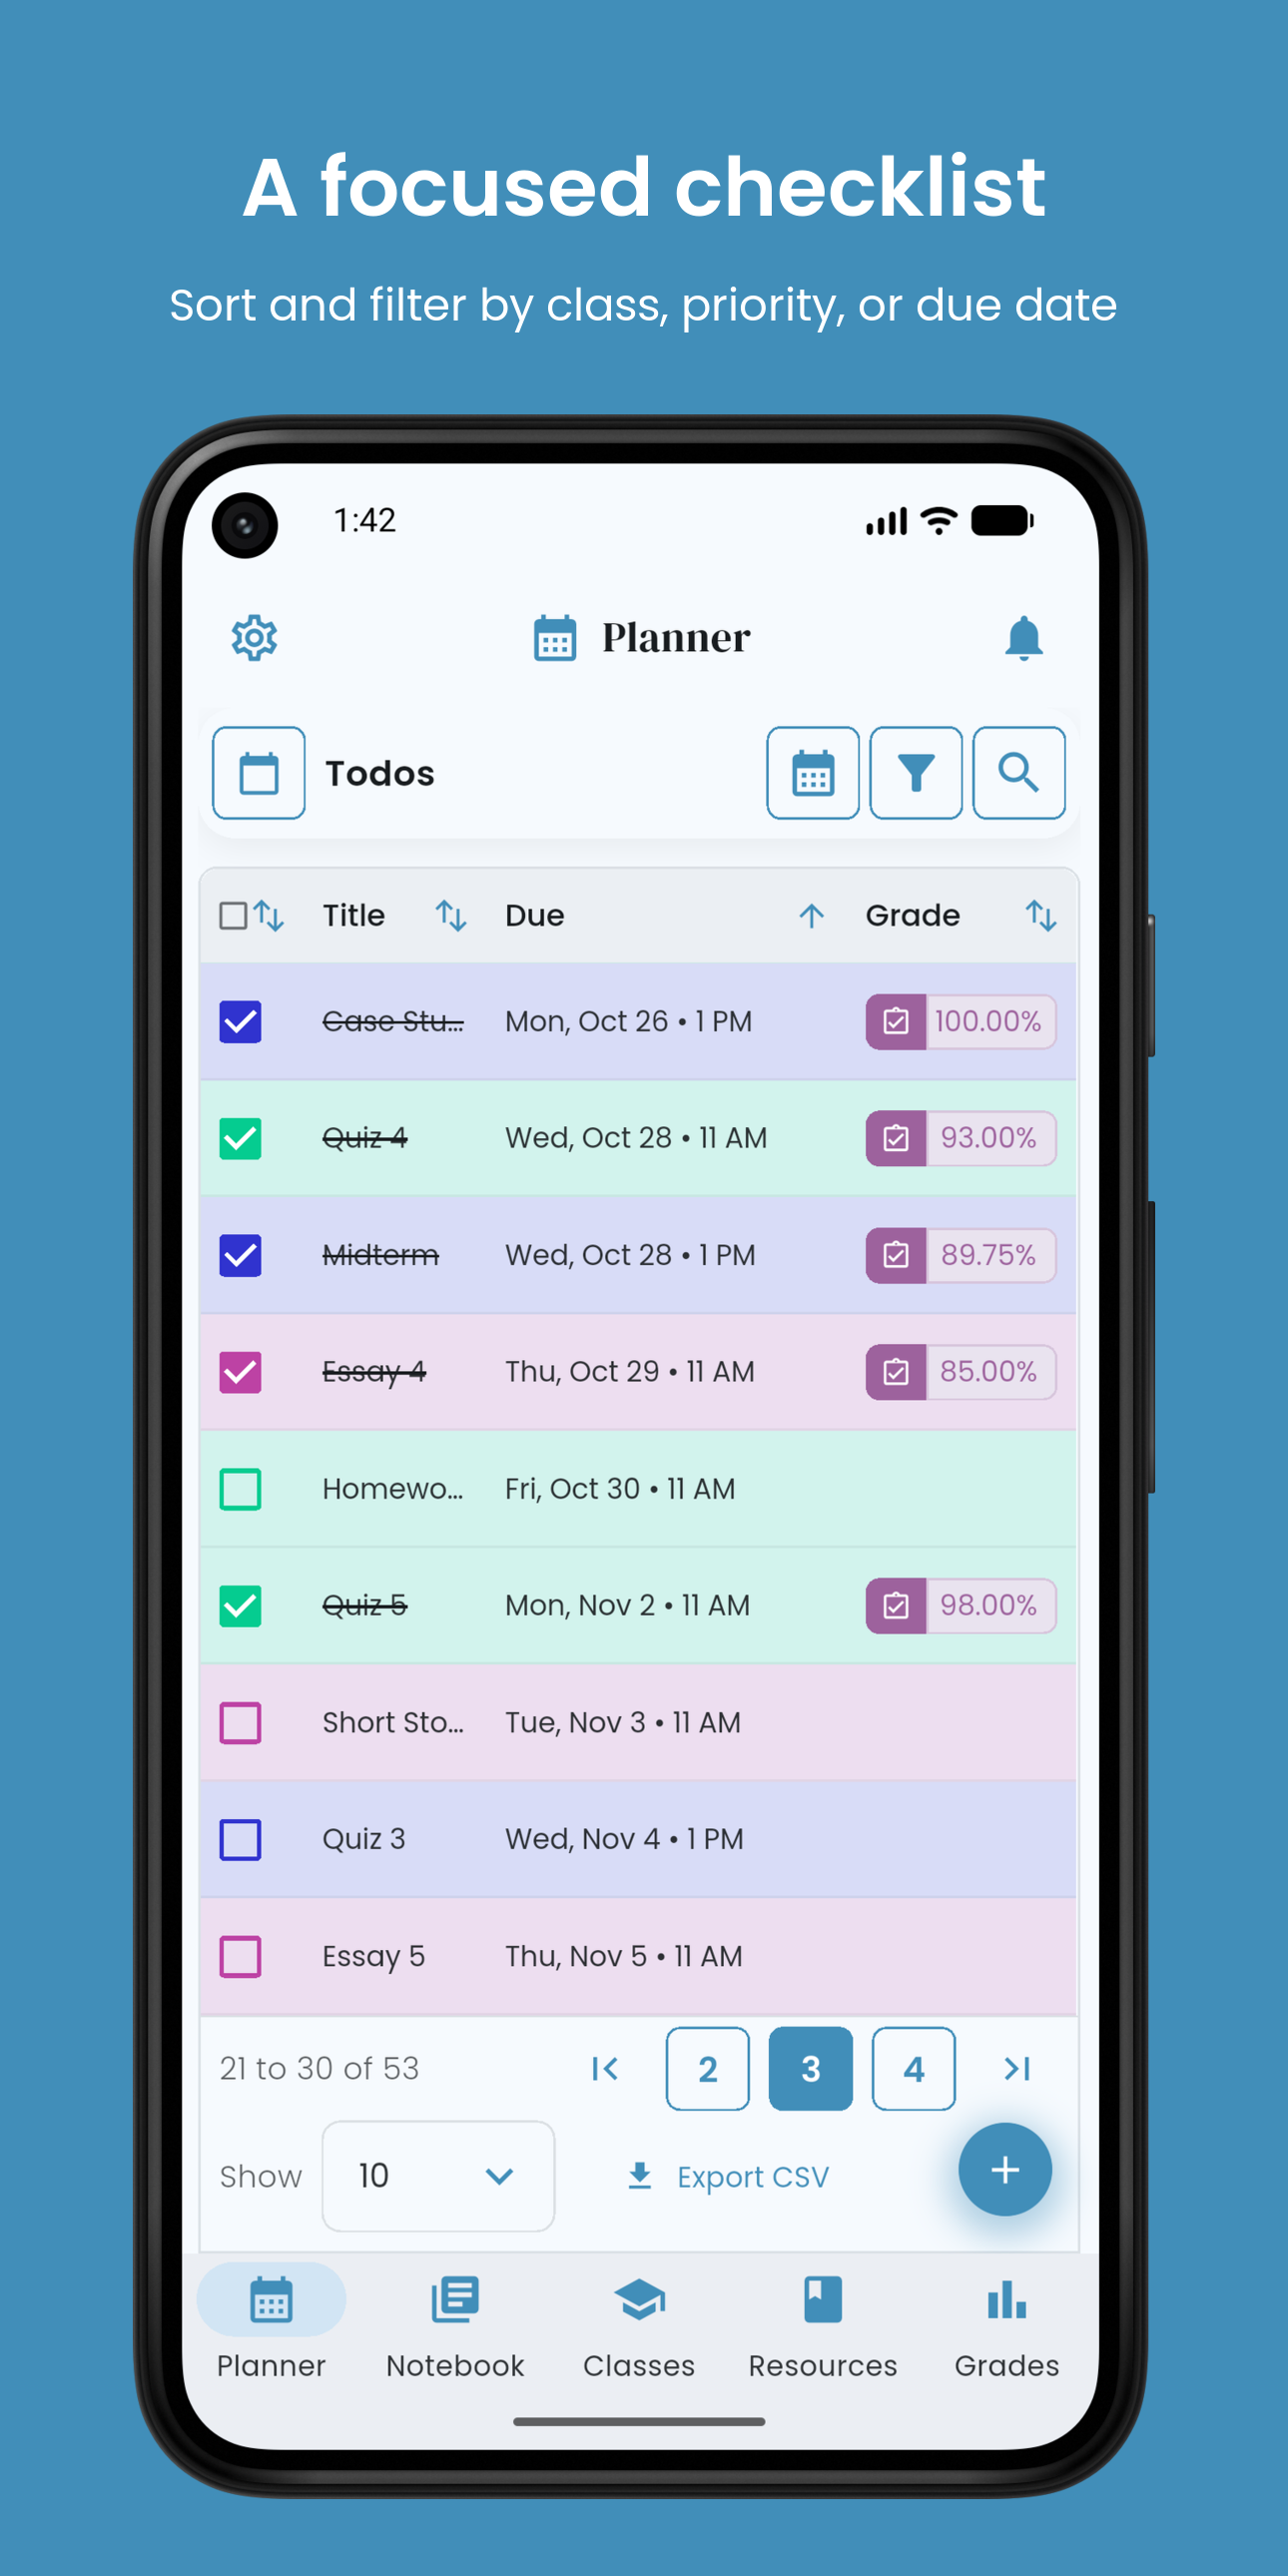 A focused checklist
Sort and filter by class, priority, or due date
1:42
Planner
Todos
Title Due Grade
Case Stu... Mon, Oct 26 • 1 PM 100.00%
Quiz 4 Wed, Oct 28 • 11 AM 93.00%
Midterm Wed, Oct 28 • 1 PM 89.75%
Essay 4 Thu, Oct 29 • 11 AM 85.00%
Homewo... Fri, Oct 30 • 11 AM
Quiz 5 Mon, Nov 2 • 11 AM 98.00%
Short Sto... Tue, Nov 3 • 11 AM
Quiz 3 Wed, Nov 4 • 1 PM
Essay 5 Thu, Nov 5 • 11 AM
21 to 30 of 53 2 3 4
Show 10 Export CSV
Planner Notebook Classes Resources Grades